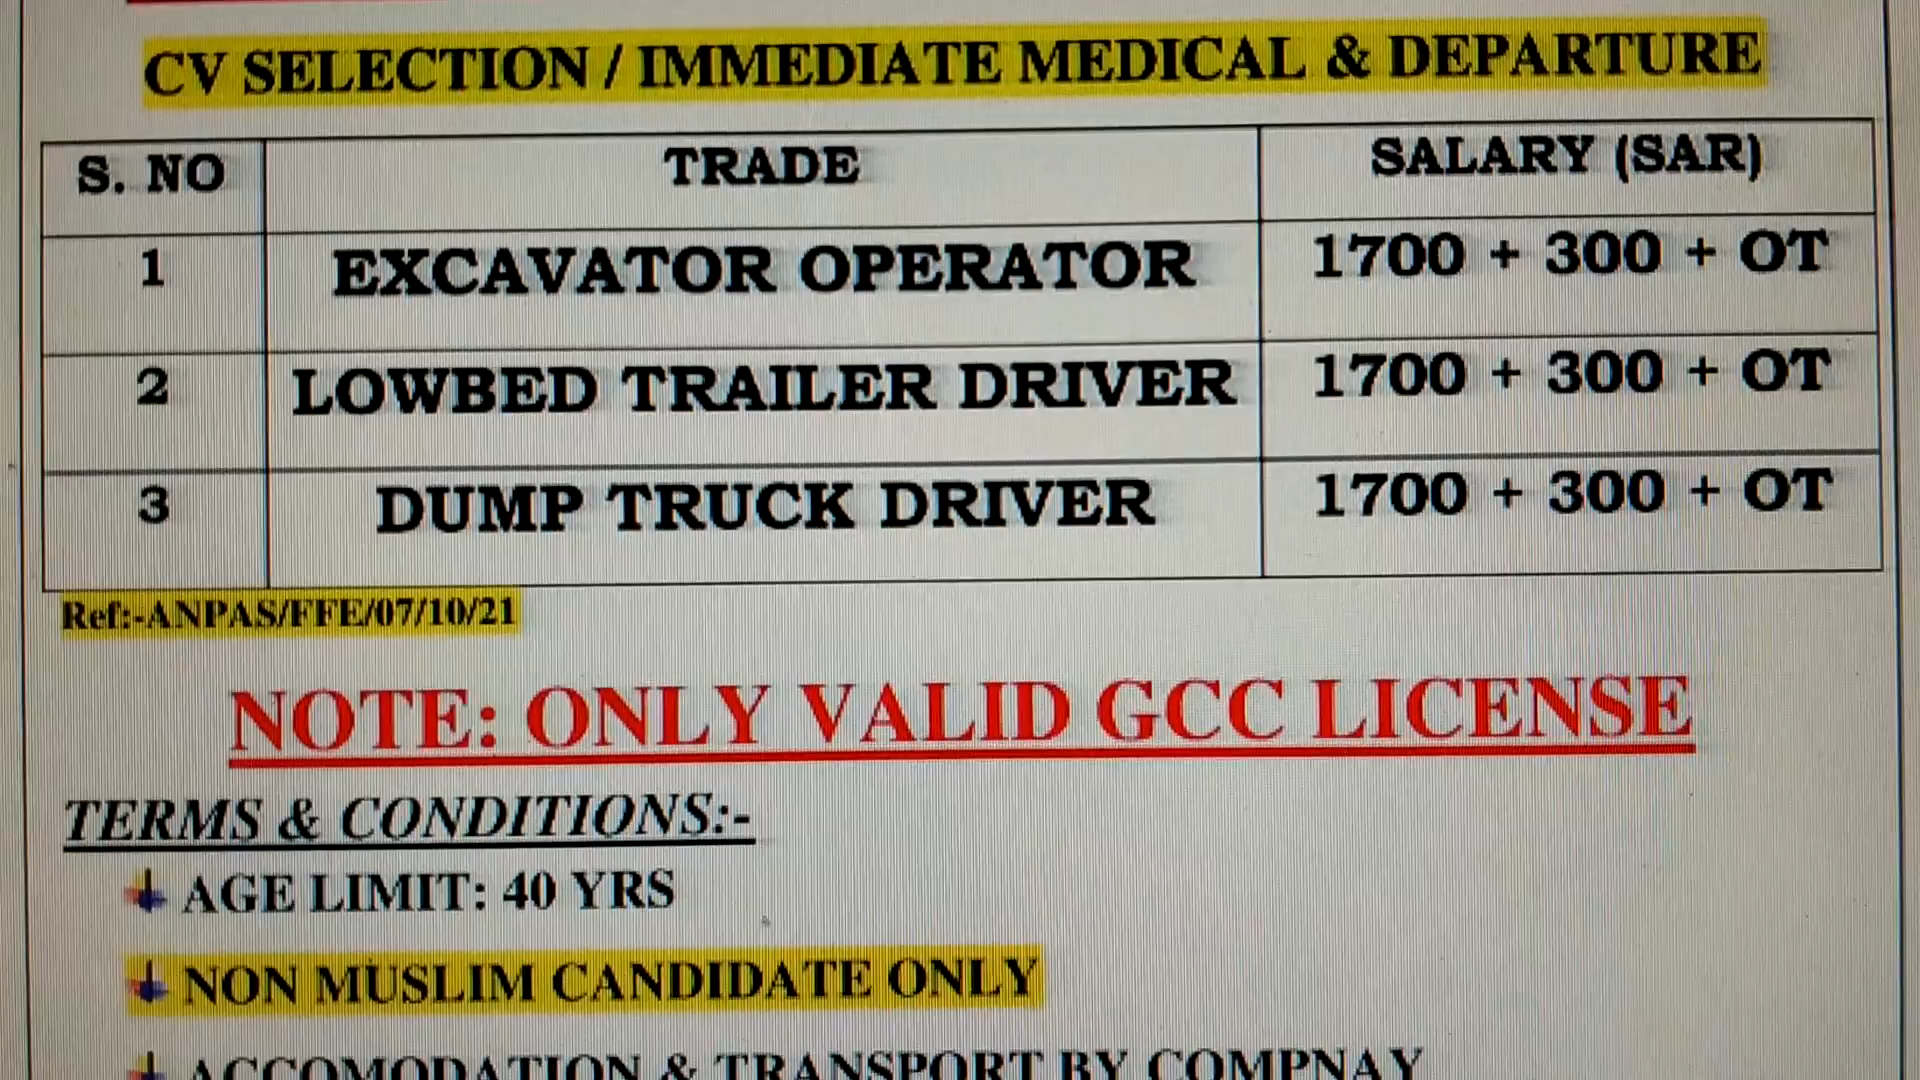 CV SELECTION / IMMEDIATE MEDICAL & DEPARTURE
S. NO TRADE SALARY (SAR)
1 EXCAVATOR OPERATOR 1700 + 300 + OT
2 LOWBED TRAILER DRIVER 1700 + 300 + OT
3 DUMP TRUCK DRIVER 1700 + 300 + OT
Ref:-ANPAS/FFE/07/10/21
NOTE: ONLY VALID GCC LICENSE
TERMS & CONDITIONS:-
AGE LIMIT: 40 YRS
NON MUSLIM CANDIDATE ONLY
ACCOMODATION & TRANSPORT BY COMPNAY